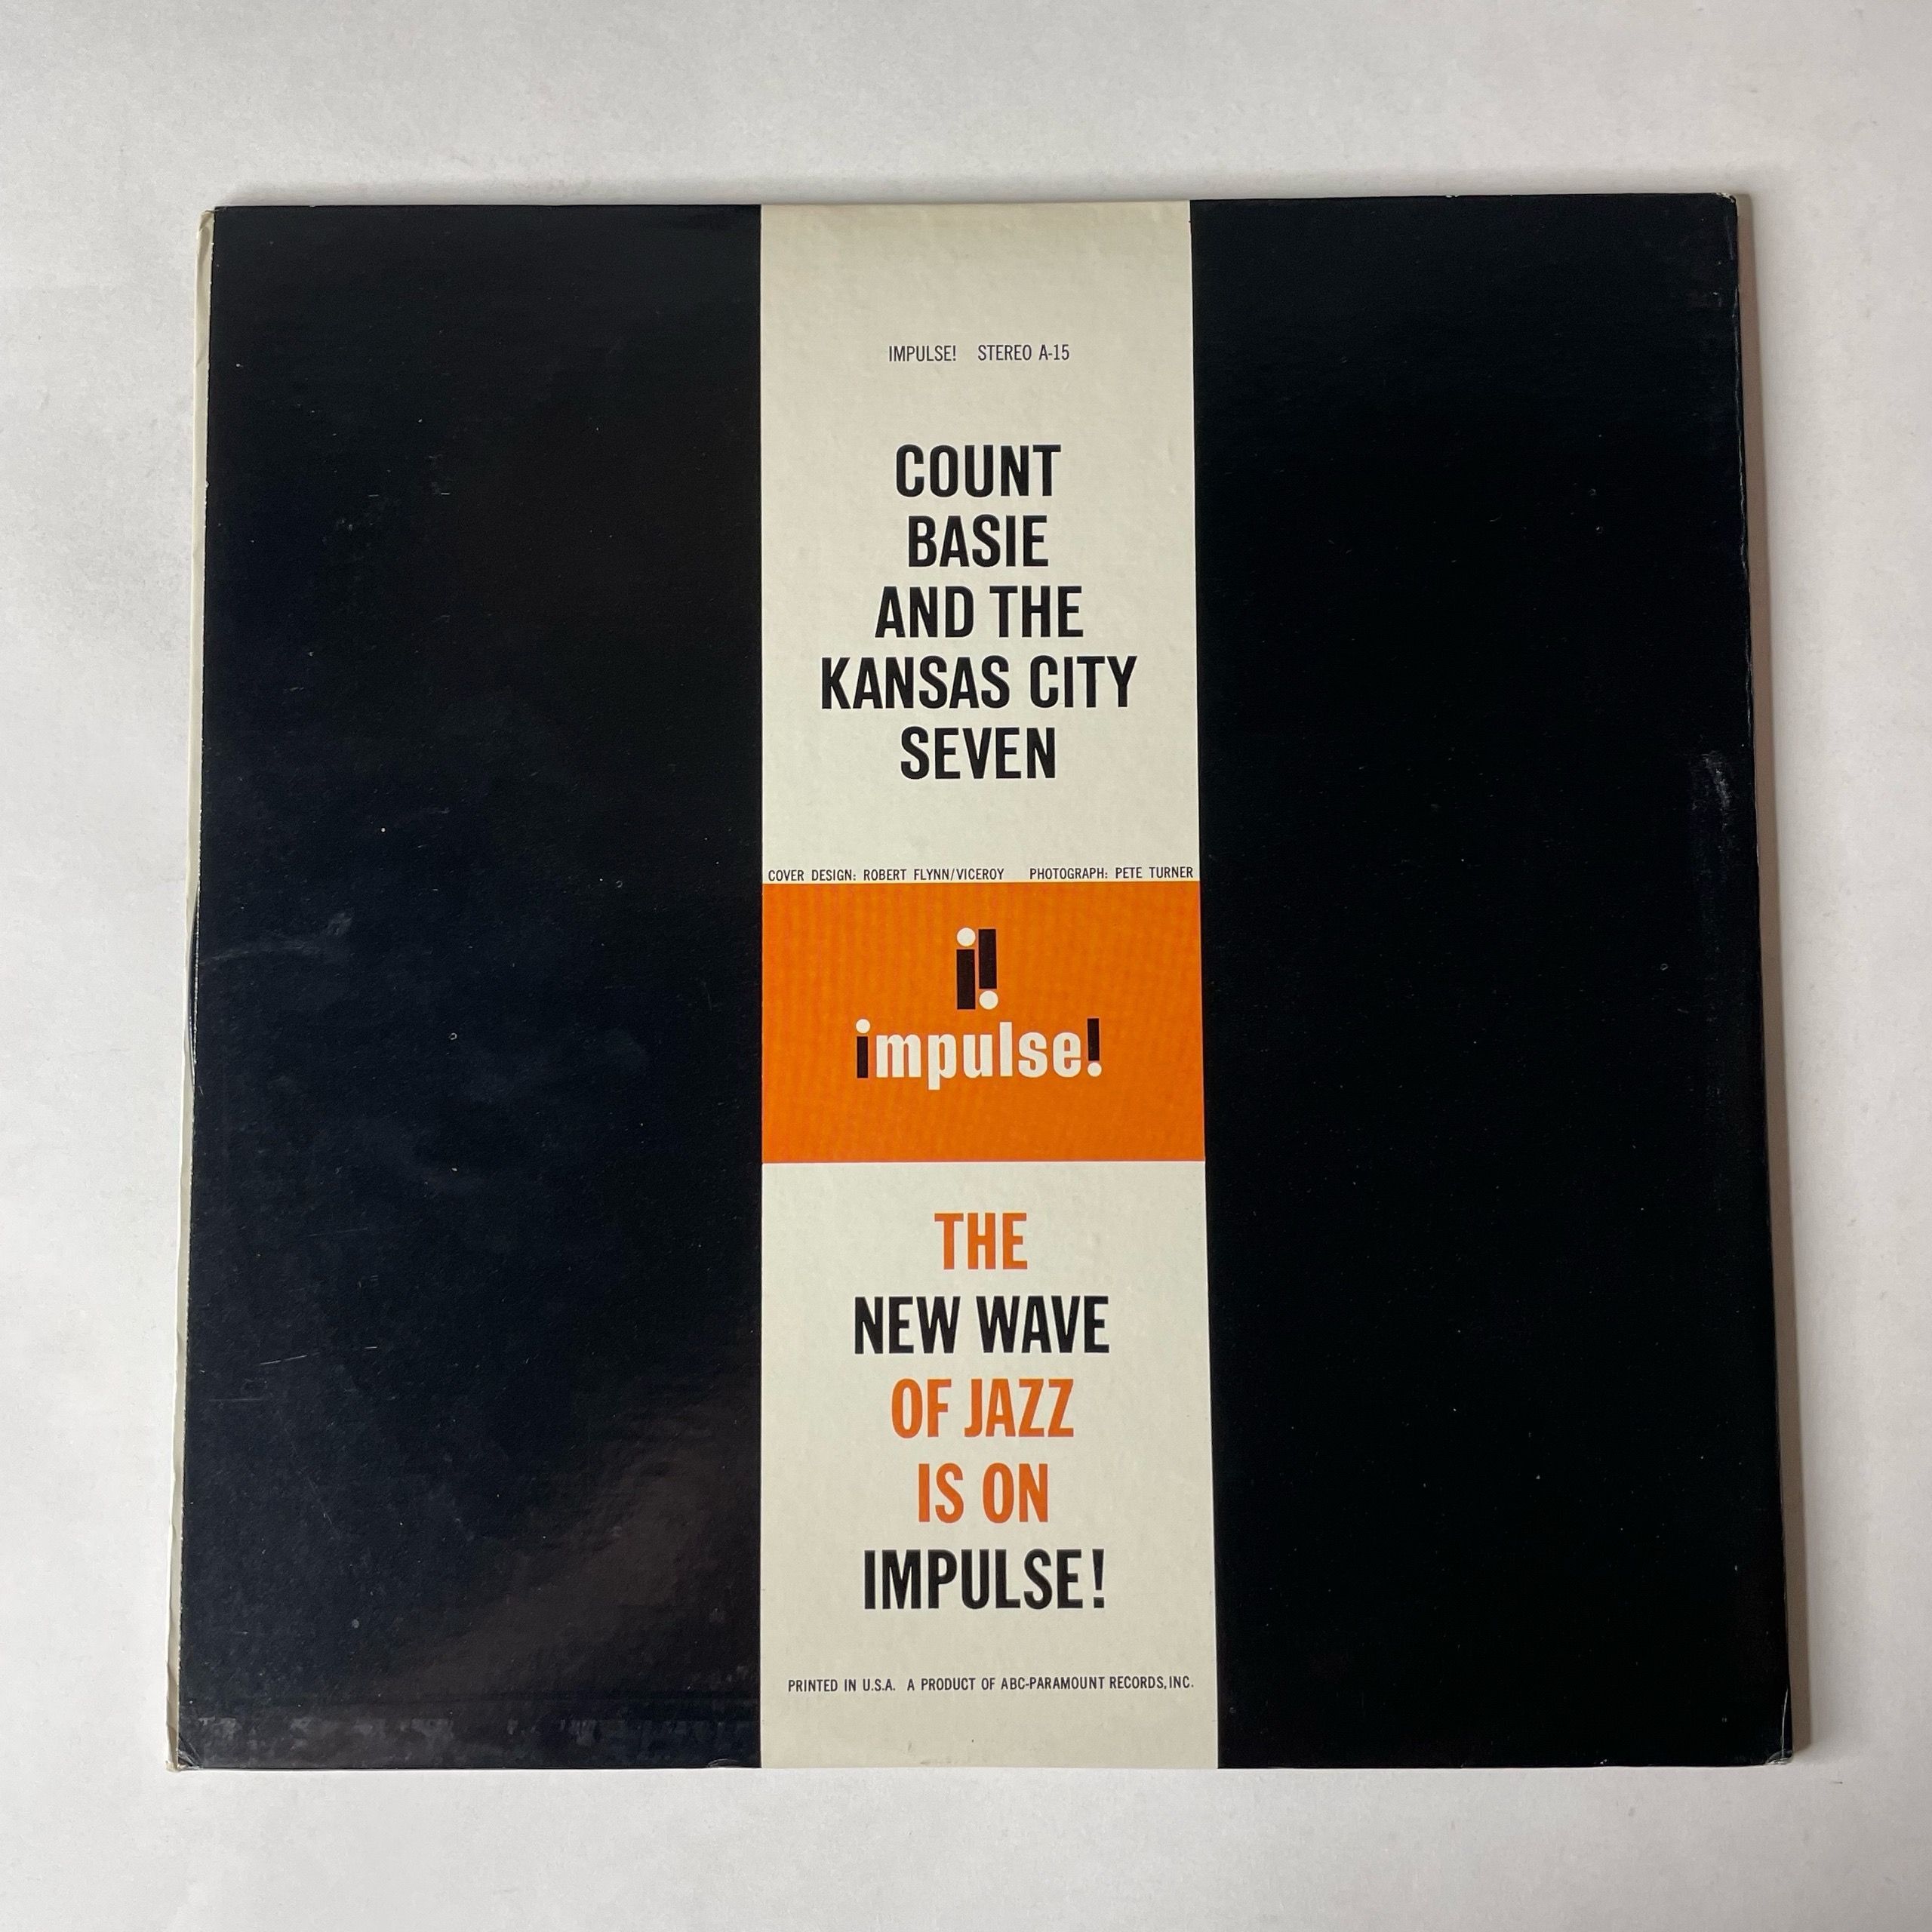 IMPULSE! STEREO A-15
COUNT
BASIE
AND THE
KANSAS CITY
SEVEN
COVER DESIGN: ROBERT FLYNN/VICEROY PHOTOGRAPH: PETE TURNER
i!
impulse!
THE
NEW WAVE
OF JAZZ
IS ON
IMPULSE!
PRINTED IN U.S.A. A PRODUCT OF ABC-PARAMOUNT RECORDS, INC.